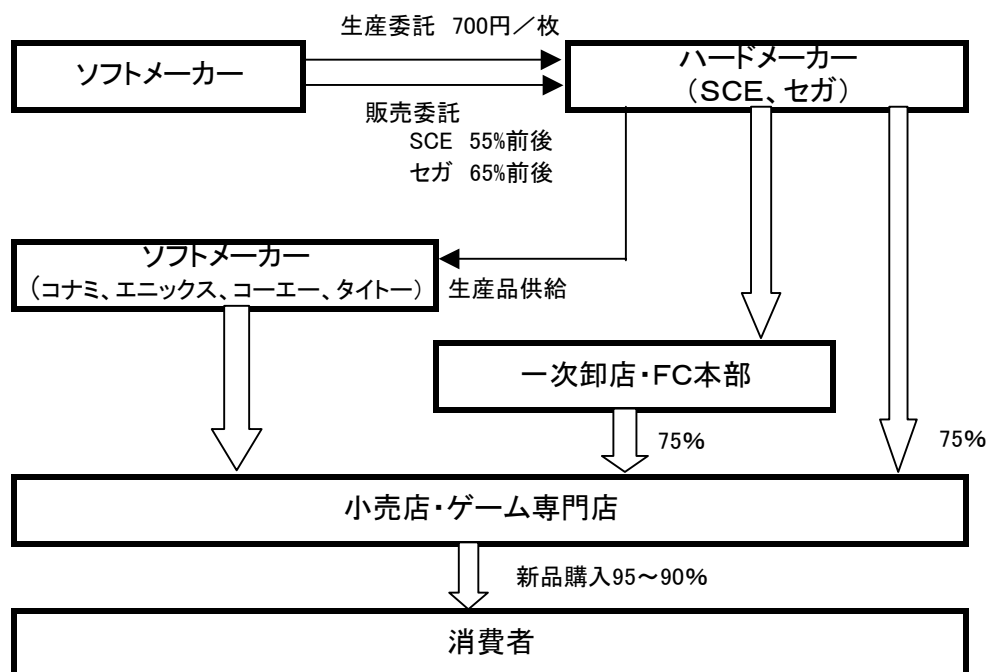 生産委託 700円／枚
ソフトメーカー
ハードメーカー
（SCE、セガ）
販売委託
SCE 55%前後
セガ 65%前後
ソフトメーカー
（コナミ、エニックス、コーエー、タイトー）
生産品供給
一次卸店・FC本部
75%
75%
小売店・ゲーム専門店
新品購入95～90%
消費者